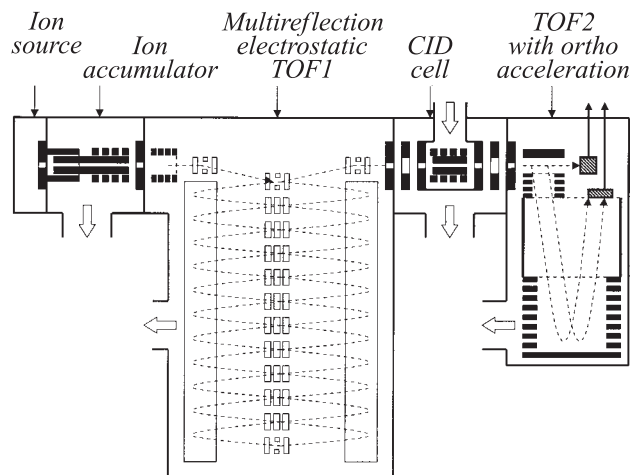 Ion
source
Ion
accumulator
Multireflection
electrostatic
TOF1
CID
cell
TOF2
with ortho
acceleration